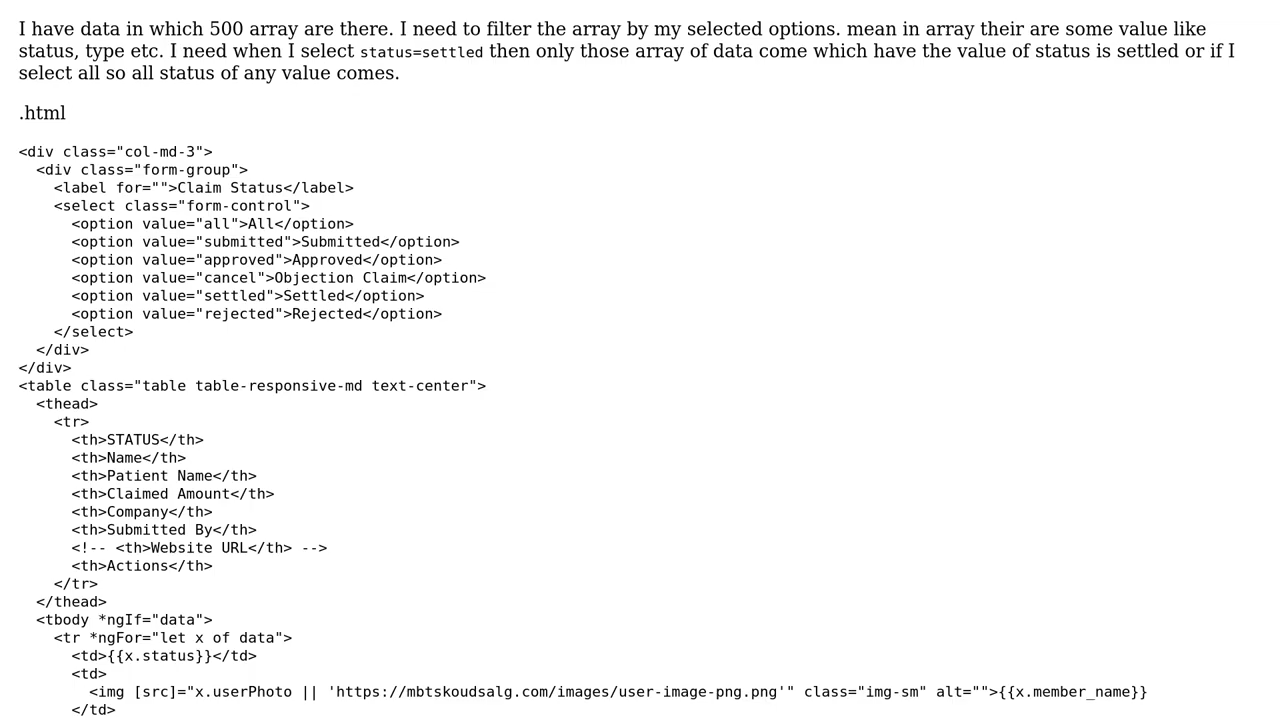 I have data in which 500 array are there. I need to filter the array by my selected options. mean in array their are some value like
status, type etc. I need when I select status=settled then only those array of data come which have the value of status is settled or if I
select all so all status of any value comes.
.html
<div class="col-md-3">
  <div class="form-group">
    <label for="">Claim Status</label>
    <select class="form-control">
      <option value="all">All</option>
      <option value="submitted">Submitted</option>
      <option value="approved">Approved</option>
      <option value="cancel">Objection Claim</option>
      <option value="settled">Settled</option>
      <option value="rejected">Rejected</option>
    </select>
  </div>
</div>
<table class="table table-responsive-md text-center">
  <thead>
    <tr>
      <th>STATUS</th>
      <th>Name</th>
      <th>Patient Name</th>
      <th>Claimed Amount</th>
      <th>Company</th>
      <th>Submitted By</th>
      <!-- <th>Website URL</th> -->
      <th>Actions</th>
    </tr>
  </thead>
  <tbody *ngIf="data">
    <tr *ngFor="let x of data">
      <td>{{x.status}}</td>
      <td>
        <img [src]="x.userPhoto || 'https://mbtskoudsalg.com/images/user-image-png.png'" class="img-sm" alt="">{{x.member_name}}
      </td>